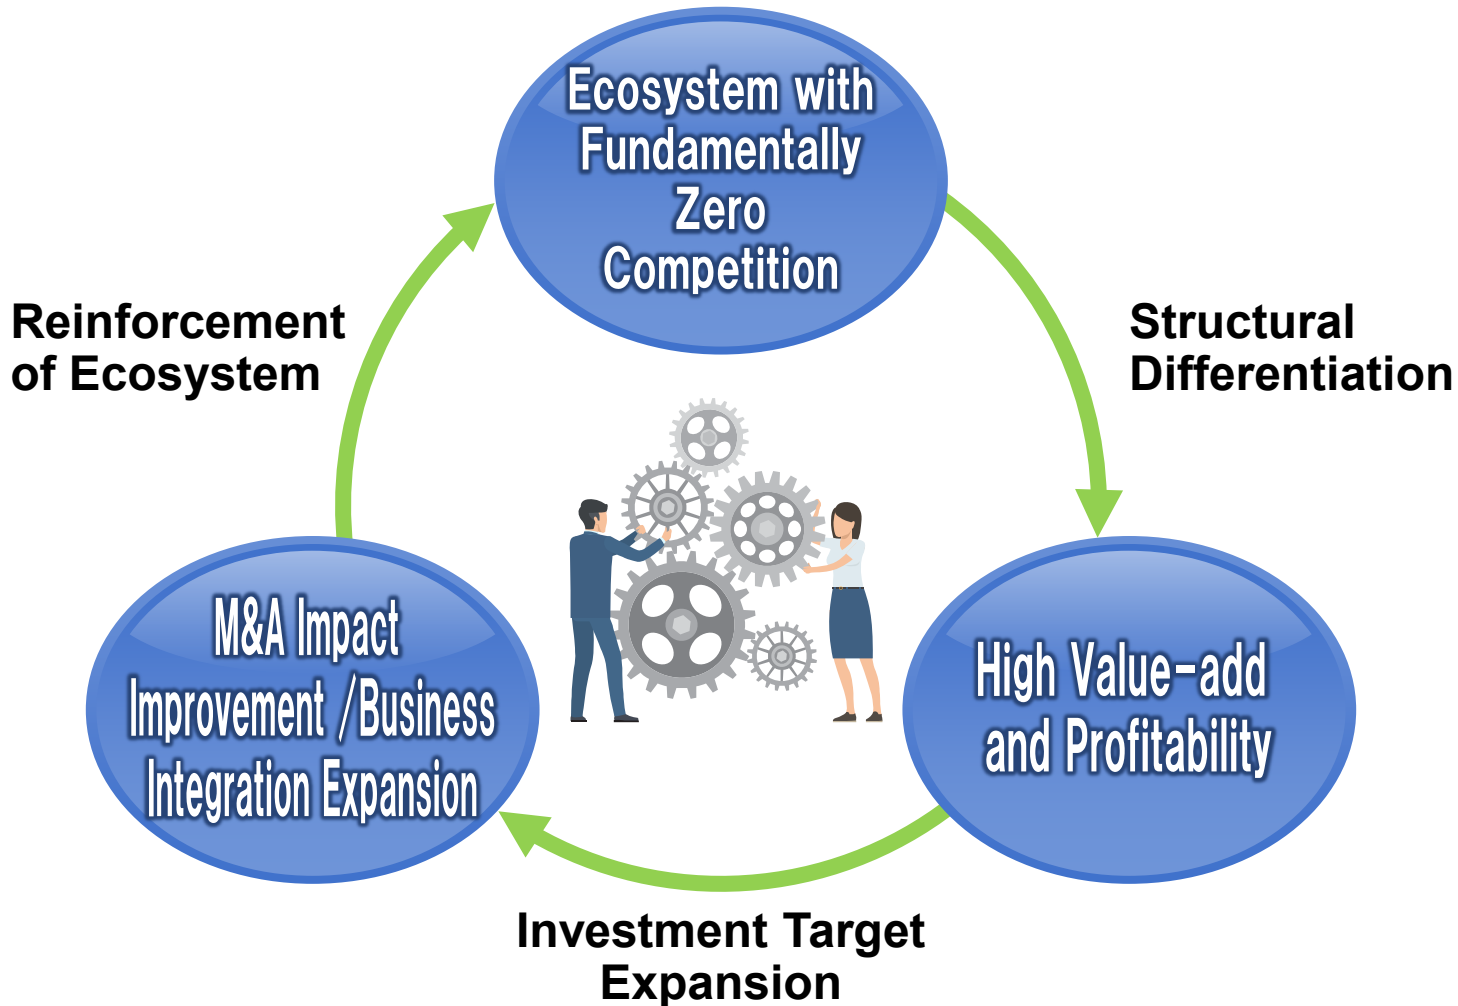 Ecosystem with
Fundamentally
Zero
Competition
Reinforcement
of Ecosystem
Structural
Differentiation
M&A Impact
Improvement /Business
Integration Expansion
High Value-add
and Profitability
Investment Target
Expansion